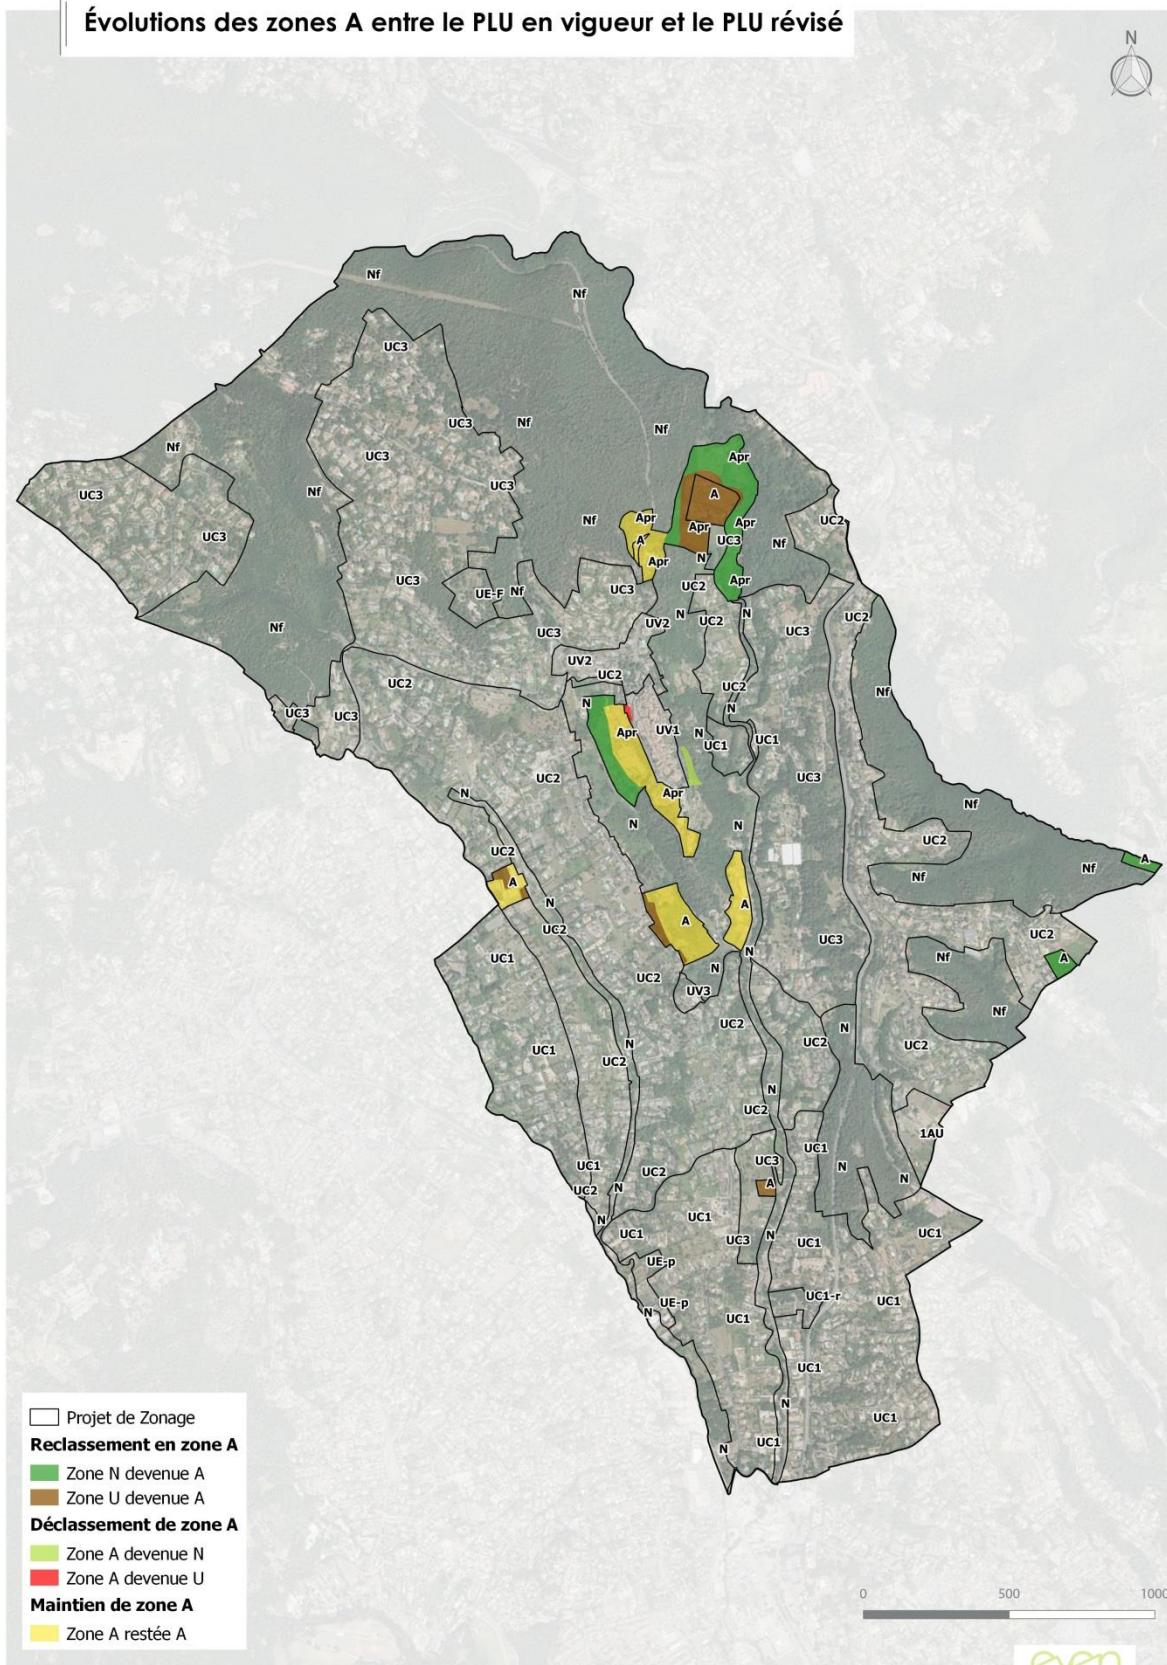 Évolutions des zones A entre le PLU en vigueur et le PLU révisé
N
Nf
Nf
UC3
UC3
Nf
Nf
Nf
UC3
Apr
UC3
Nf
UC3
A
UC3
Apr
Nf
Apr
Apr
UC2
UC3
A
UC3
Nf
Apr
N
UC3
Apr
UC2
UC3
UE-F
Nf
N
N
UC2
UV2
UC2
Nf
UC3
UC3
UV2
UC2
UC2
UC2
Nf
N
N
UC3
UC3
Apr
UV1
N
UC1
UC1
UC2
UC3
N
Apr
Nf
N
N
UC2
UC2
A
Nf
Nf
A
N
A
A
UC2
UC2
UC3
N
UC1
Nf
A
N
UC2
UV3
Nf
UC2
N
UC2
N
UC1
UC2
UC2
N
UC2
1AU
UC1
UC3
UC1
N
UC2
N
A
UC2
N
N
UC1
UC1
UC3
N
UC1
UC1
UE-p
UC1-r
UE-p
UC1
N
UC1
UC1
N
UC1
UC1
N
Projet de Zonage
Reclassement en zone A
Zone N devenue A
Zone U devenue A
Déclassement de zone A
Zone A devenue N
Zone A devenue U
Maintien de zone A
Zone A restée A
0 500 1000
even